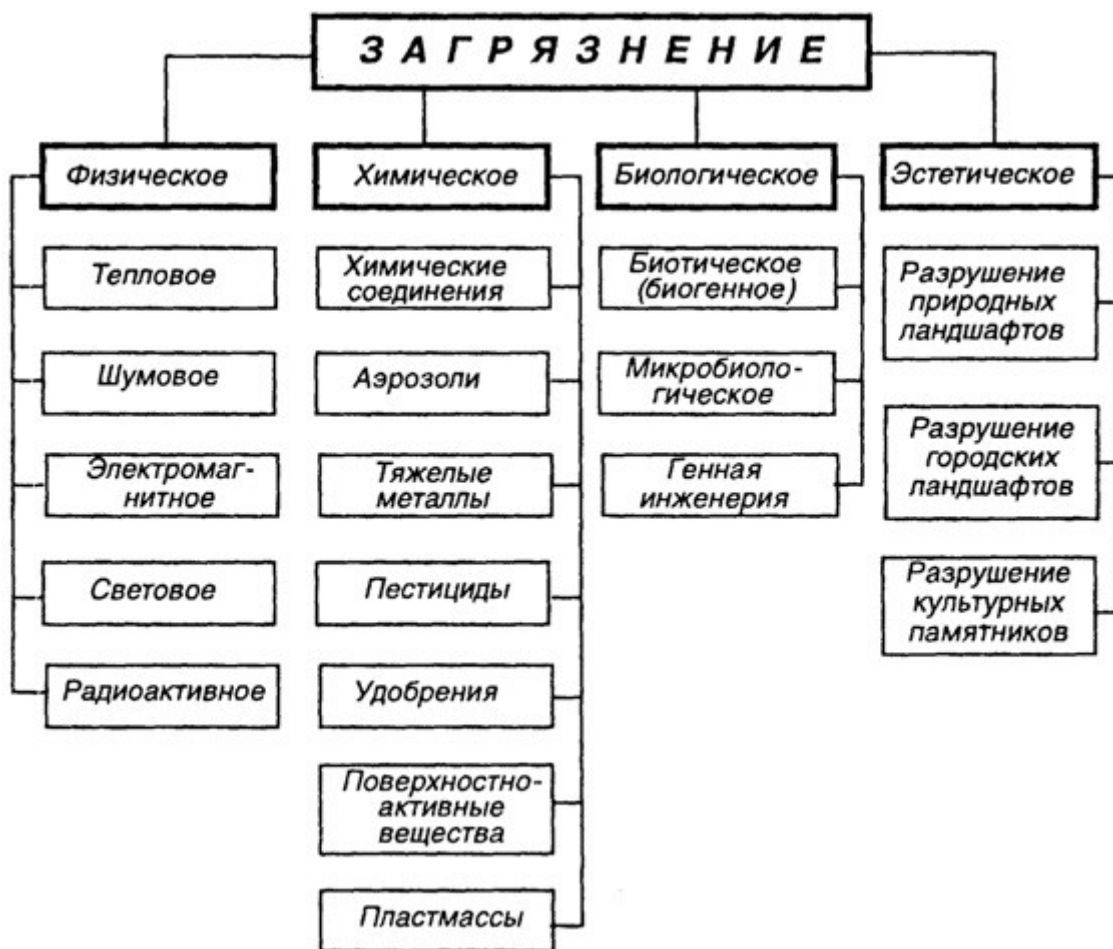 ЗАГРЯЗНЕНИЕ
Физическое
Тепловое
Шумовое
Электромаг-
нитное
Световое
Радиоактивное
Химическое
Химические
соединения
Аэрозоли
Тяжелые
металлы
Пестициды
Удобрения
Поверхностно-
активные
вещества
Пластмассы
Биологическое
Биотическое
(биогенное)
Микробиоло-
гическое
Генная
инженерия
Эстетическое
Разрушение
природных
ландшафтов
Разрушение
городских
ландшафтов
Разрушение
культурных
памятников